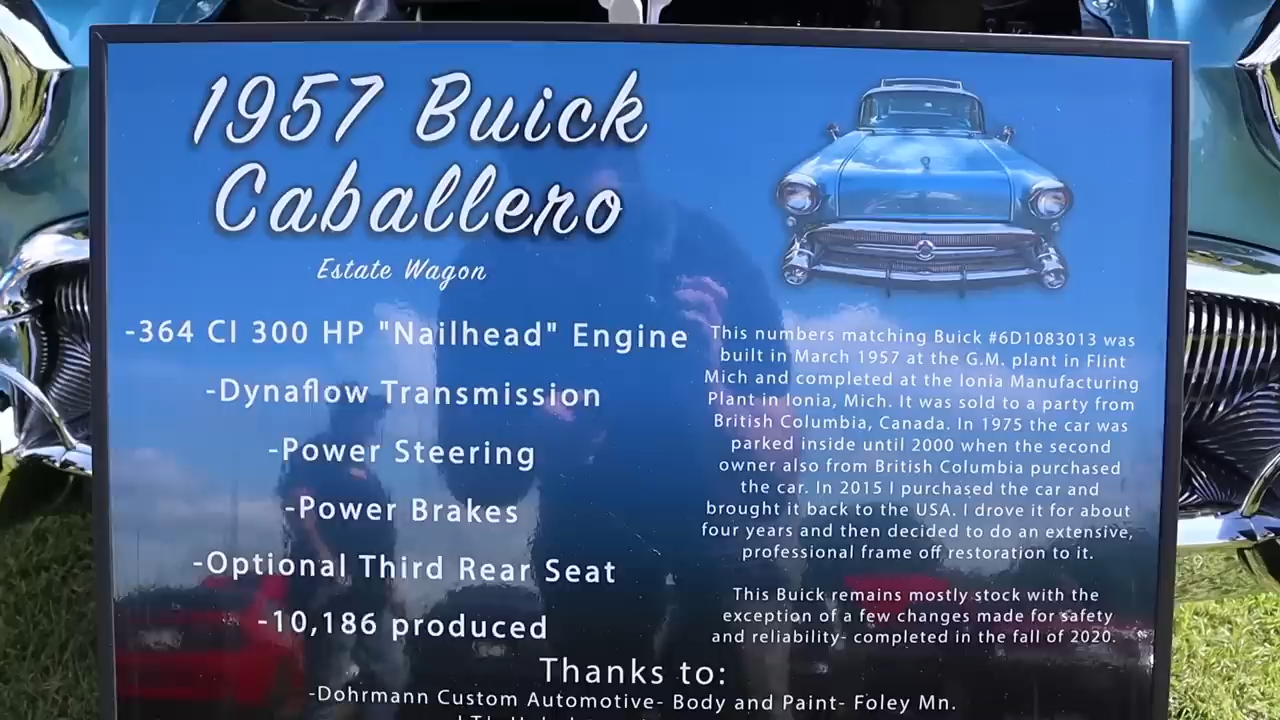 1957 Buick
Caballero
Estate Wagon
-364 CI 300 HP "Nailhead" Engine
-Dynaflow Transmission
-Power Steering
-Power Brakes
-Optional Third Rear Seat
-10,186 produced
This numbers matching Buick #6D1083013 was
built in March 1957 at the G.M. plant in Flint
Mich and completed at the Ionia Manufacturing
Plant in Ionia, Mich. It was sold to a party from
British Columbia, Canada. In 1975 the car was
parked inside until 2000 when the second
owner also from British Columbia purchased
the car. In 2015 I purchased the car and
brought it back to the USA. I drove it for about
four years and then decided to do an extensive,
professional frame off restoration to it.
This Buick remains mostly stock with the
exception of a few changes made for safety
and reliability- completed in the fall of 2020.
Thanks to:
-Dohrmann Custom Automotive- Body and Paint- Foley Mn.